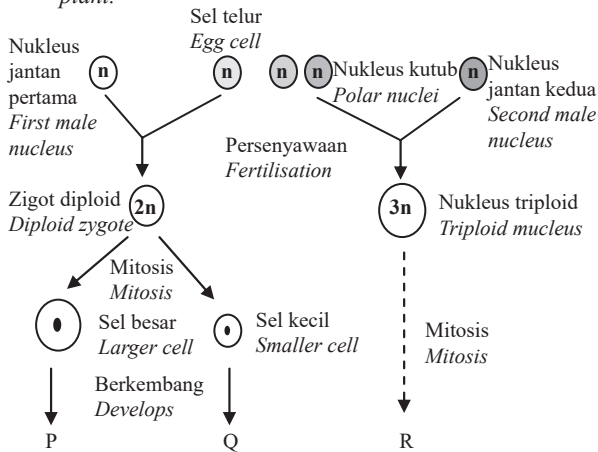 plant.
Sel telur
Egg cell
Nukleus
jantan
pertama
First male
nucleus
n
n
n
n
Nukleus kutub
Polar nuclei
n
Nukleus
jantan kedua
Second male
nucleus
Persenyawaan
Fertilisation
Zigot diploid
Diploid zygote
2n
3n
Nukleus triploid
Triploid mucleus
Mitosis
Mitosis
Sel besar
Larger cell
Sel kecil
Smaller cell
Mitosis
Mitosis
Berkembang
Develops
P
Q
R